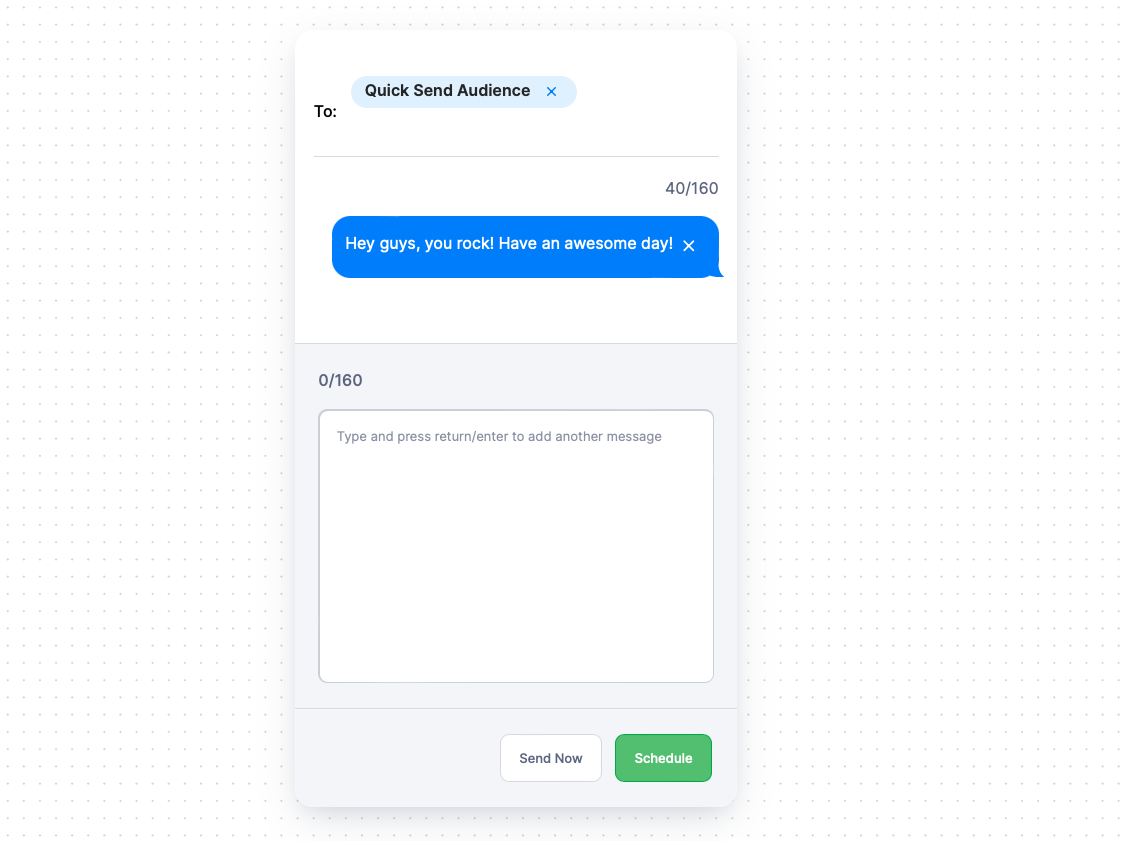 Quick Send Audience
To:
40/160
Hey guys, you rock! Have an awesome day!
0/160
Type and press return/enter to add another message
Send Now
Schedule